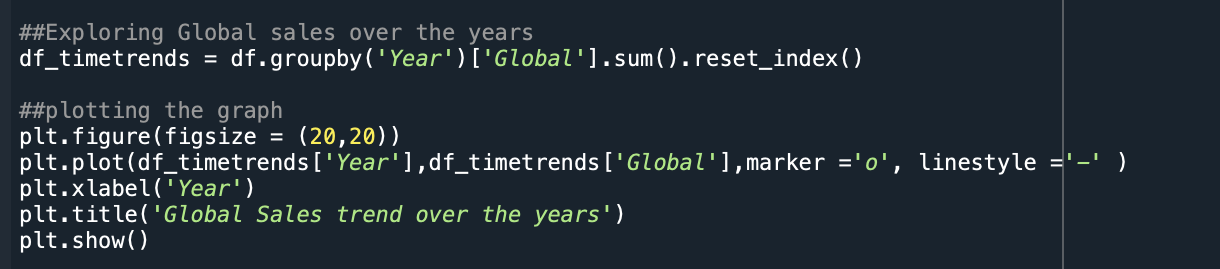 ##Exploring Global sales over the years
df_timetrends = df.groupby('Year')['Global'].sum().reset_index()
##plotting the graph
plt.figure(figsize = (20,20))
plt.plot(df_timetrends['Year'],df_timetrends['Global'],marker ='o', linestyle ='-' )
plt.xlabel('Year')
plt.title('Global Sales trend over the years')
plt.show()